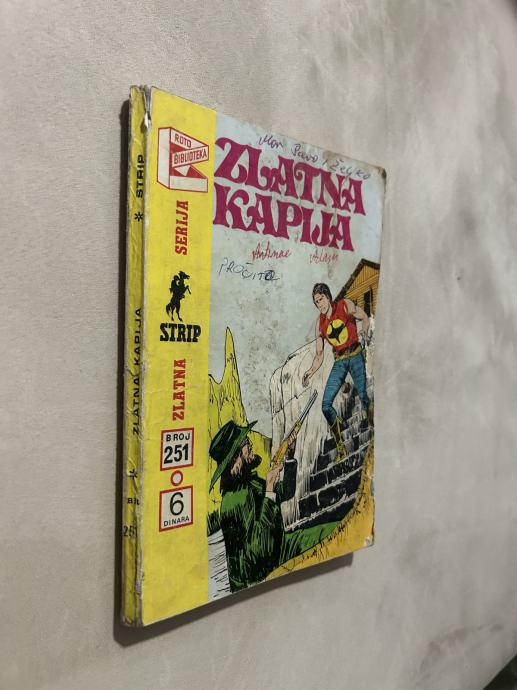 STRIP * ZLATNA KAPIJA *
251
ROTO
BIBLIOTEKA
ZLATNA SERIJA
STRIP
BROJ
251
6
DINARA
ZLATNA
KAPIJA
PROČITO